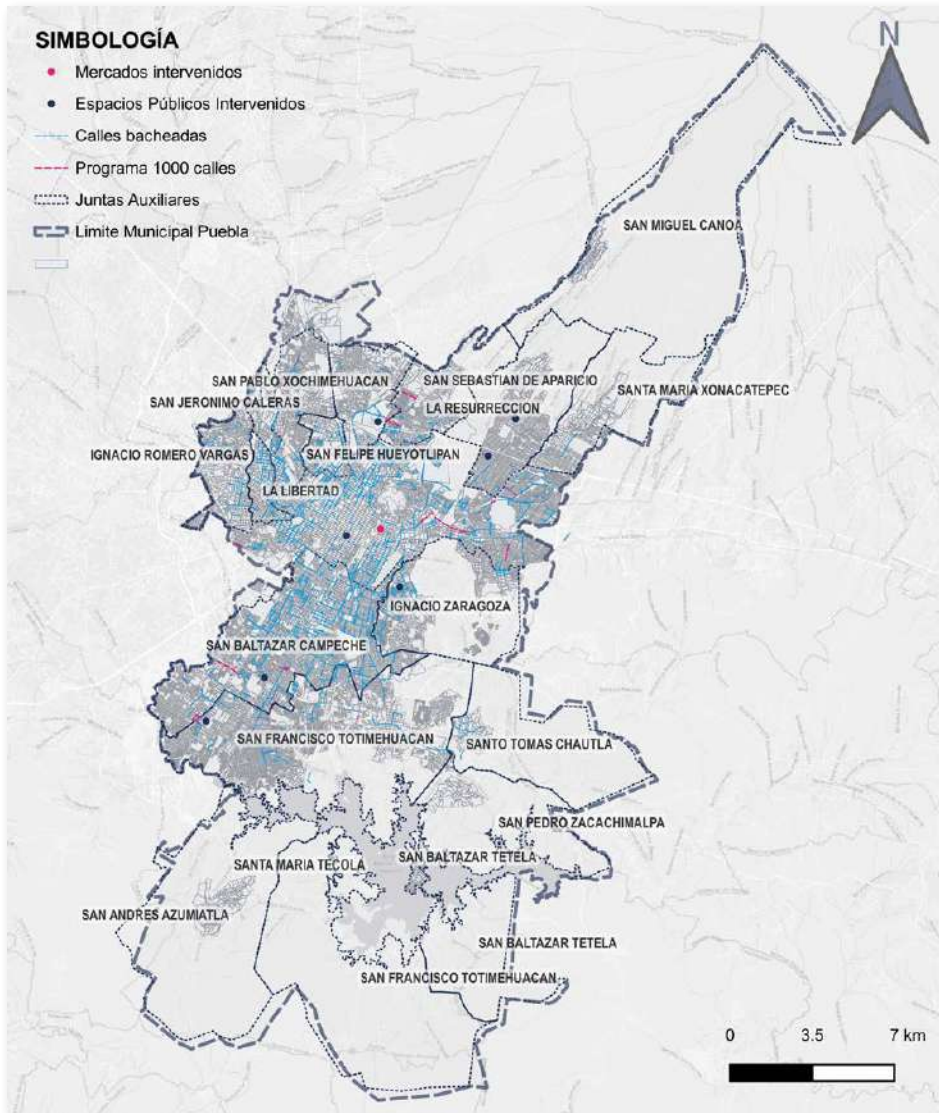 SIMBOLOGÍA
Mercados intervenidos
Espacios Públicos Intervenidos
Calles bacheadas
Programa 1000 calles
Juntas Auxiliares
Limite Municipal Puebla
N
SAN MIGUEL CANOA
SAN PABLO XOCHIMEHUACAN
SAN SEBASTIAN DE APARICIO
SANTA MARIA XONACATEPEC
SAN JERONIMO CALERAS
LA RESURRECCION
IGNACIO ROMERO VARGAS
SAN FELIPE HUEYOTLIPAN
LA LIBERTAD
IGNACIO ZARAGOZA
SAN BALTAZAR CAMPECHE
SAN FRANCISCO TOTIMEHUACAN
SANTO TOMAS CHAUTLA
SAN PEDRO ZACACHIMALPA
SANTA MARIA TECOLA
SAN BALTAZAR TETELA
SAN ANDRES AZUMIATLA
SAN BALTAZAR TETELA
SAN FRANCISCO TOTIMEHUACAN
0 3.5 7 km